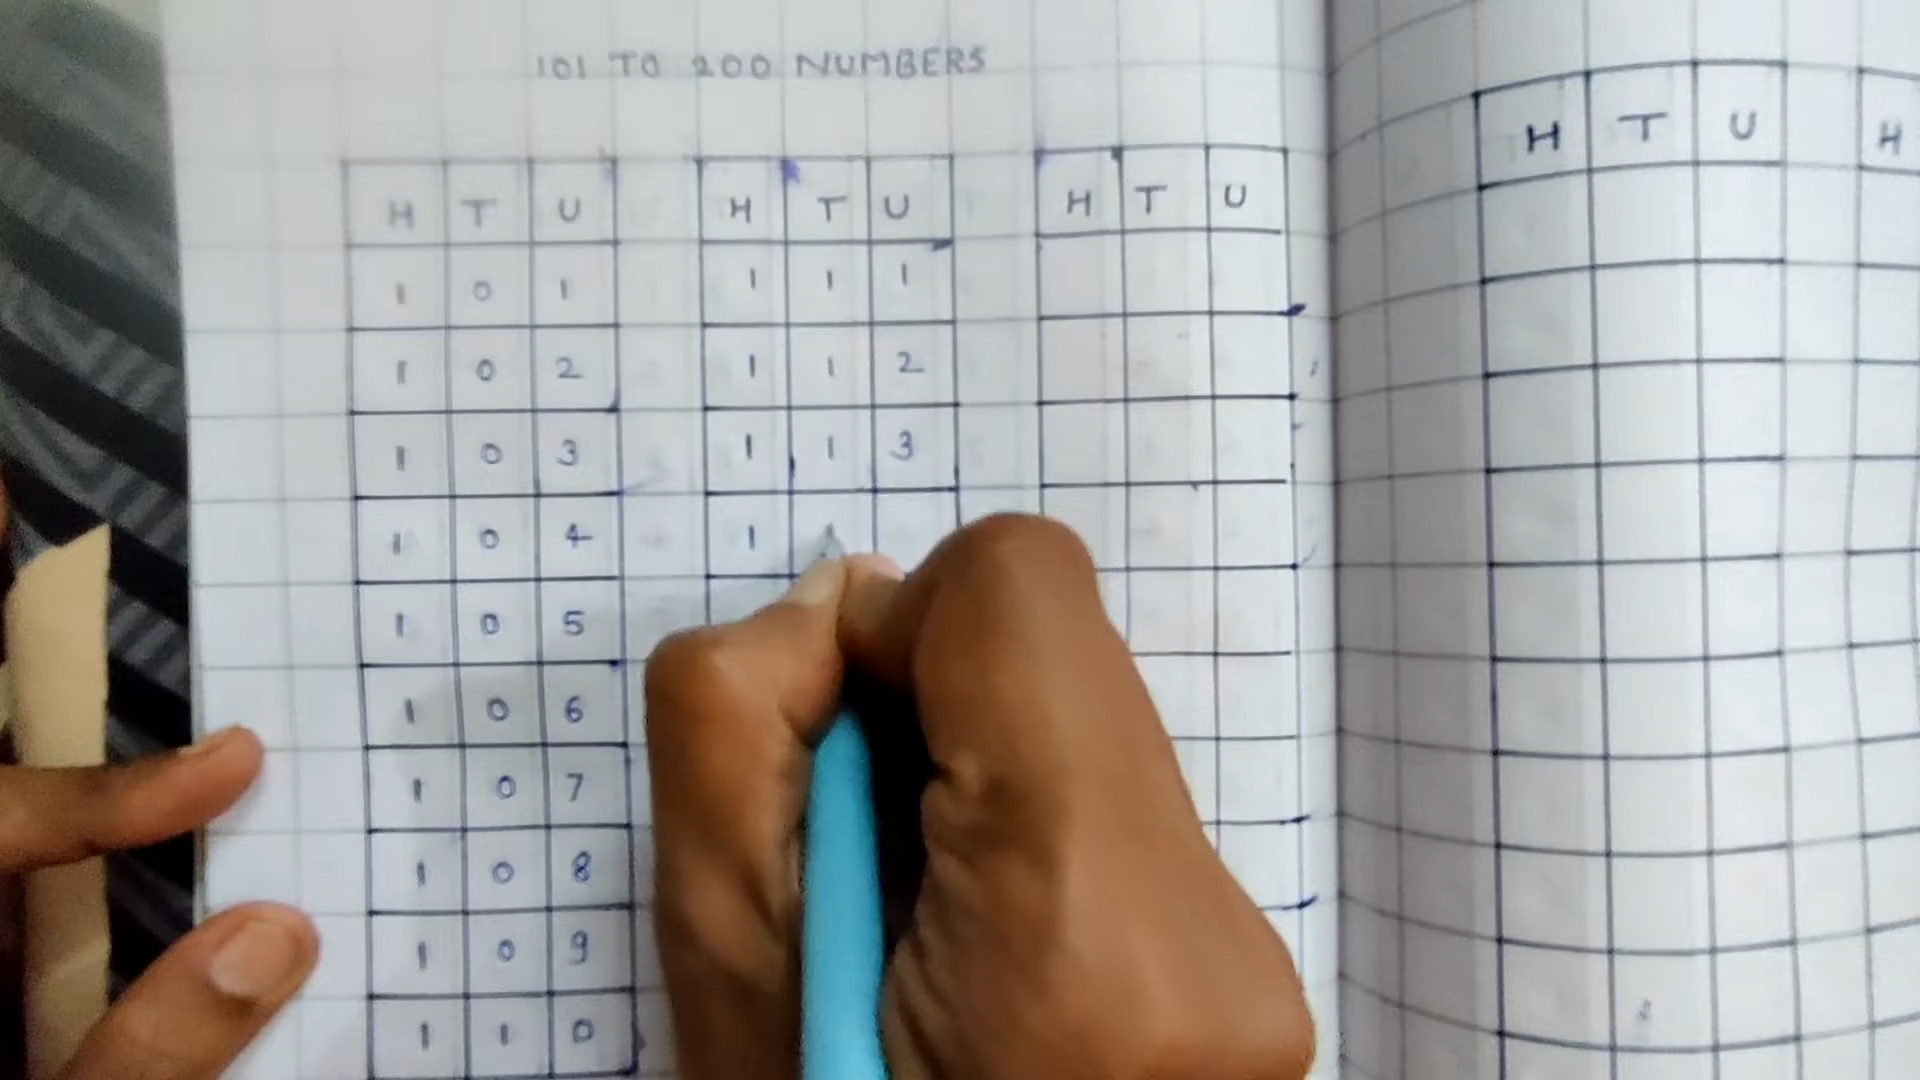 101 TO 200 NUMBERS
H T U H T U H T U H T U H
1 0 1 1 1 1
1 0 2 1 1 2
1 0 3 1 1 3
1 0 4 1
1 0 5
1 0 6
1 0 7
1 0 8
1 0 9
1 1 0